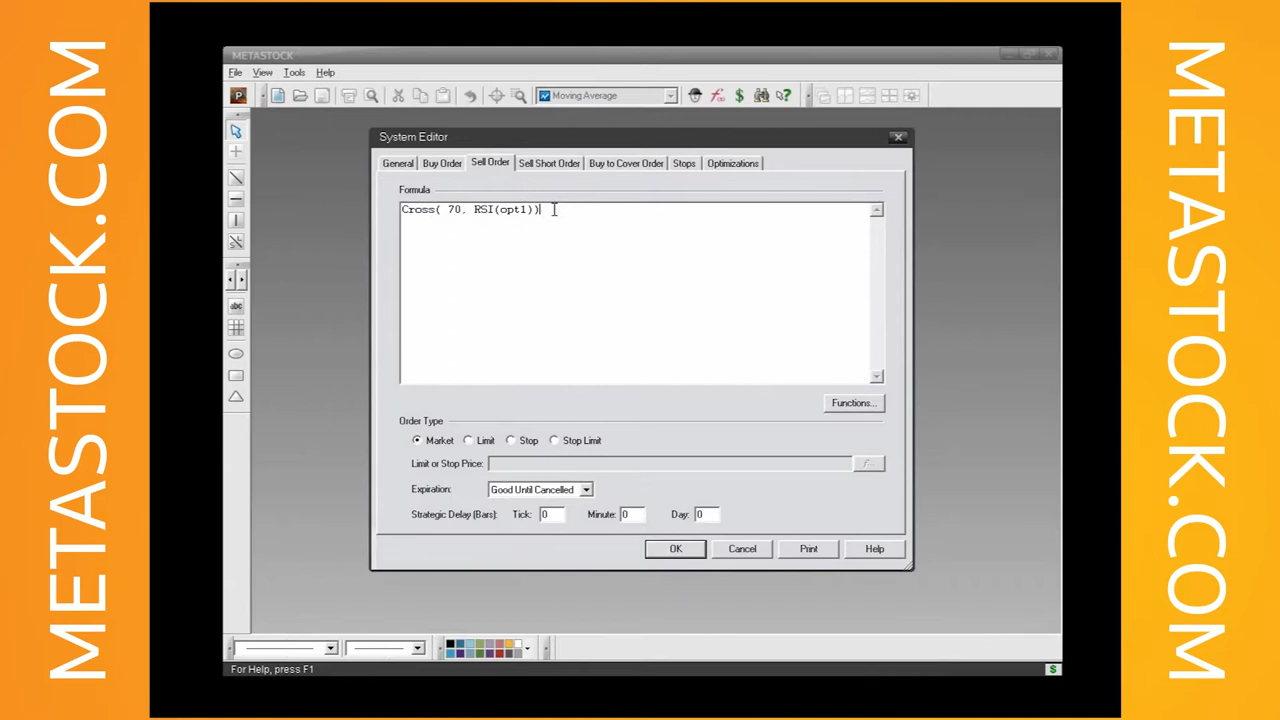 METASTOCK.COM
METASTOCK
File View Tools Help
P
Moving Average
System Editor
General Buy Order Sell Order Sell Short Order Buy to Cover Order Stops Optimizations
Formula
Cross( 70, RSI(opt1))
abc
Functions...
Order Type
Market Limit Stop Stop Limit
Limit or Stop Price:
Expiration: Good Until Cancelled
Strategic Delay (Bars): Tick: 0 Minute: 0 Day: 0
OK Cancel Print Help
For Help, press F1
$
METASTOCK.COM